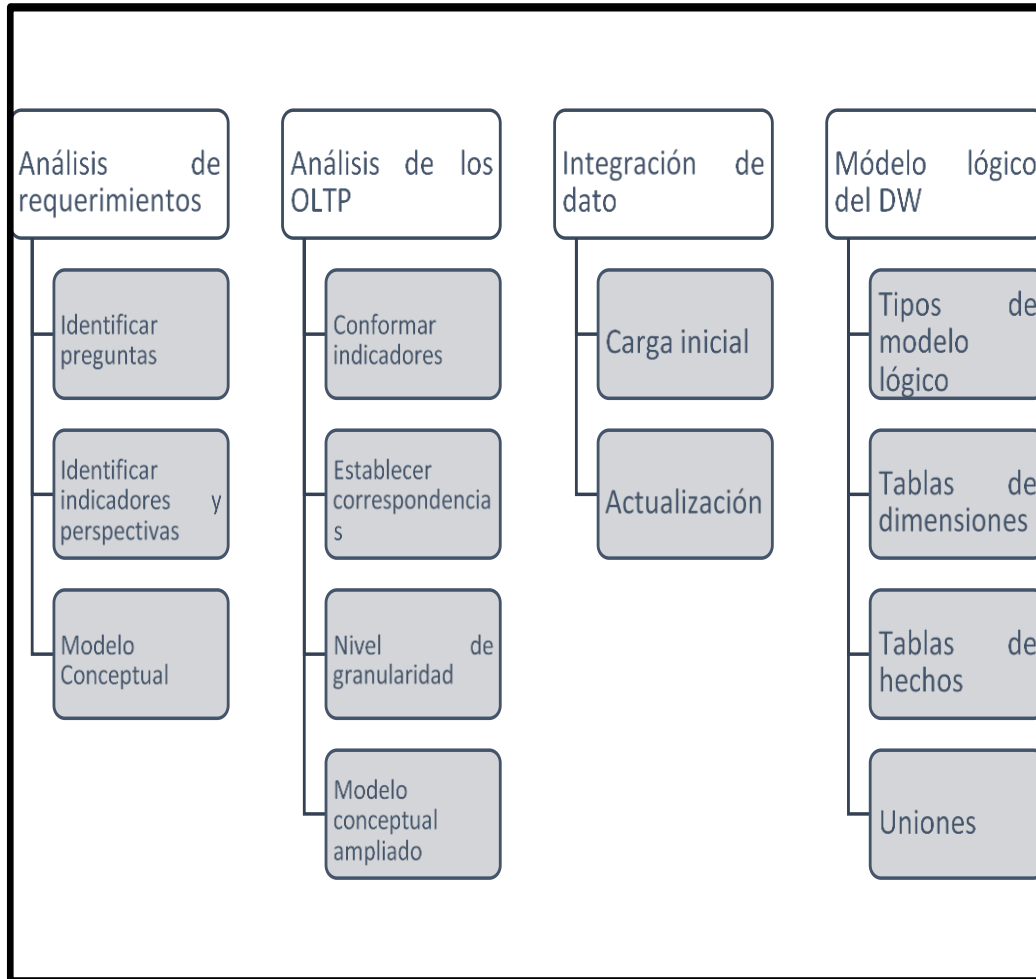 Análisis de
requerimientos
Identificar
preguntas
Identificar
indicadores y
perspectivas
Modelo
Conceptual
Análisis de los
OLTP
Conformar
indicadores
Establecer
correspondencia
s
Nivel de
granularidad
Modelo
conceptual
ampliado
Integración de
dato
Carga inicial
Actualización
Módelo lógico
del DW
Tipos de
modelo
lógico
Tablas de
dimensiones
Tablas de
hechos
Uniones